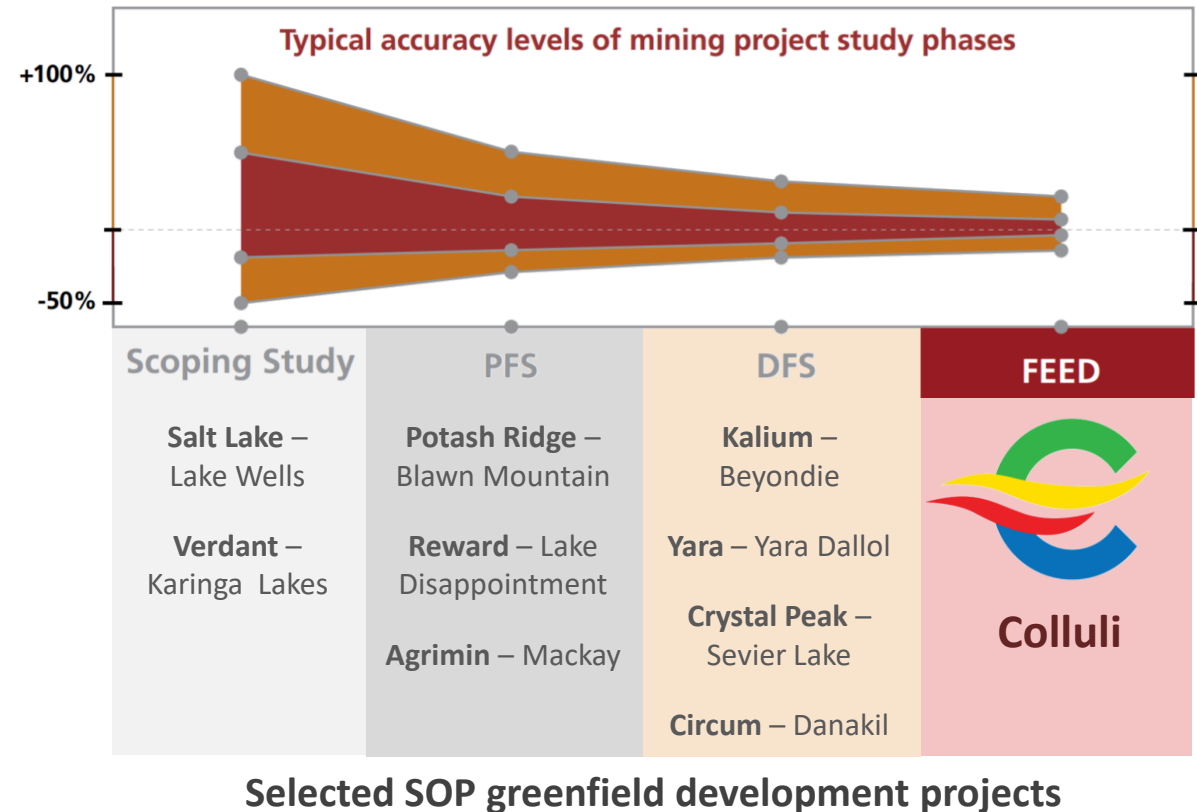 Typical accuracy levels of mining project study phases
+100%
-50%
Scoping Study
PFS
DFS
FEED
Salt Lake –
Lake Wells
Verdant –
Karinga Lakes
Potash Ridge –
Blawn Mountain
Reward – Lake
Disappointment
Agrimin – Mackay
Kalium –
Beyondie
Yara – Yara Dallol
Crystal Peak –
Sevier Lake
Circum – Danakil
Colluli
Selected SOP greenfield development projects